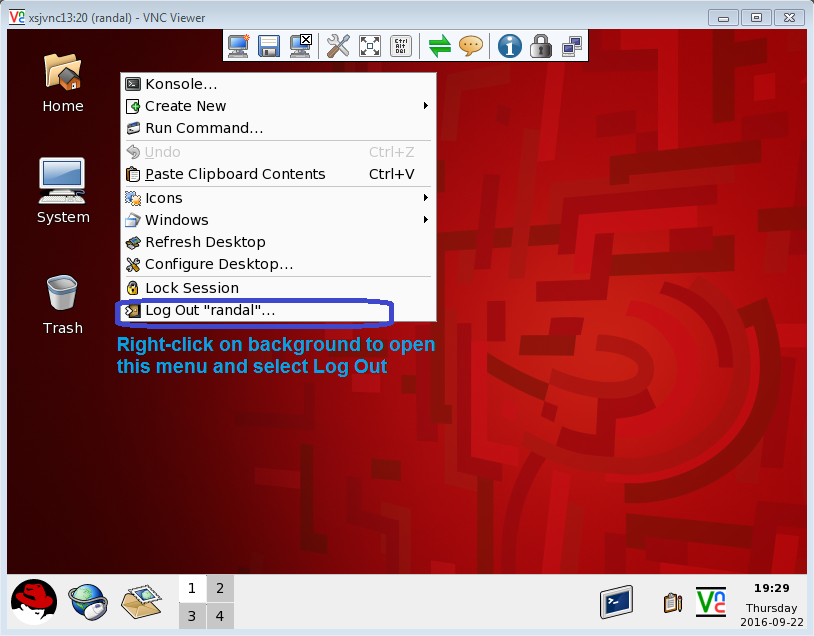 xsjvnc13:20 (randal) - VNC Viewer
Ctrl
Alt
Del
Home
System
Trash
Konsole...
Create New
Run Command...
Undo Ctrl+Z
Paste Clipboard Contents Ctrl+V
Icons
Windows
Refresh Desktop
Configure Desktop...
Lock Session
Log Out "randal"...
Right-click on background to open
this menu and select Log Out
1 2
3 4
VNC
19:29
Thursday
2016-09-22